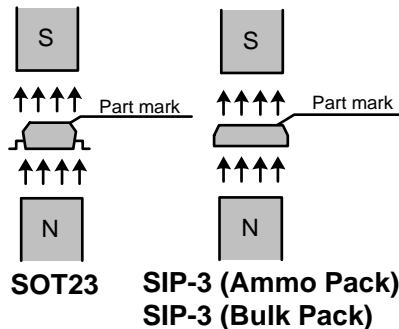 S
Part mark
N
SOT23
S
Part mark
N
SIP-3 (Ammo Pack)
SIP-3 (Bulk Pack)